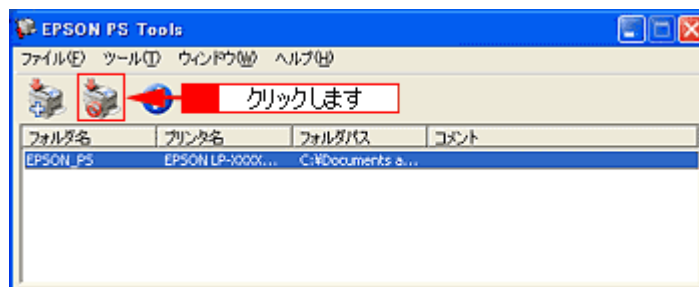 EPSON PS Tools
ファイル(F) ツール(T) ウィンドウ(W) ヘルプ(H)
クリックします
フォルダ名 プリンタ名 フォルダパス コメント
EPSON_PS EPSON LP-XXXX... C:¥Documents a...